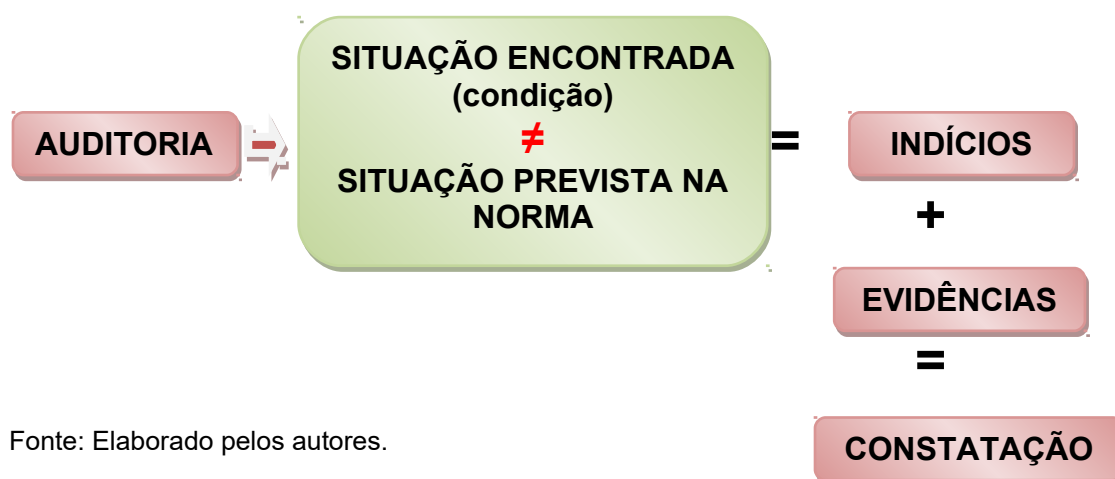 AUDITORIA
SITUAÇÃO ENCONTRADA
(condição)
≠
SITUAÇÃO PREVISTA NA
NORMA
=
INDÍCIOS
+
EVIDÊNCIAS
=
CONSTATAÇÃO
Fonte: Elaborado pelos autores.